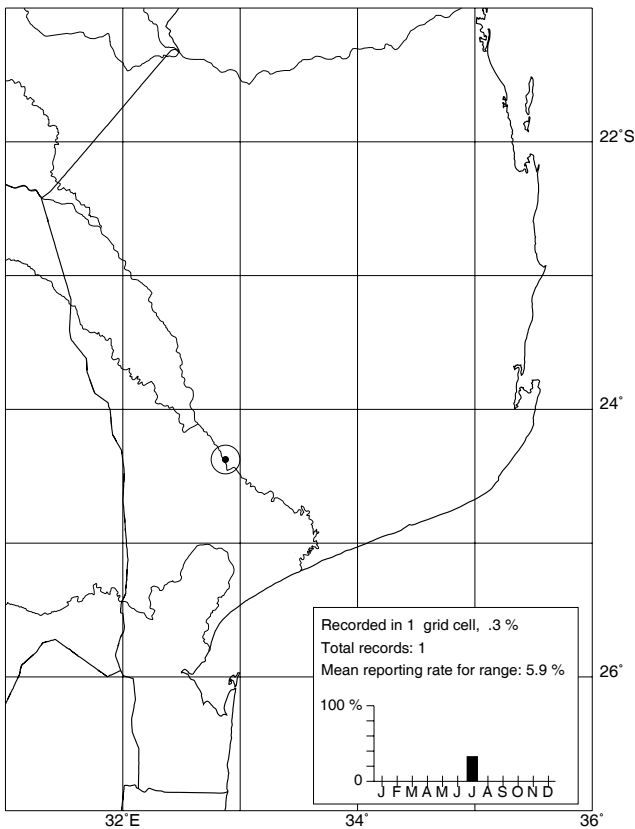 22˚S
24˚
Recorded in 1 grid cell, .3 %
Total records: 1
Mean reporting rate for range: 5.9 %
26˚
100 %
0
J F M A M J J A S O N D
32˚E
34˚
36˚